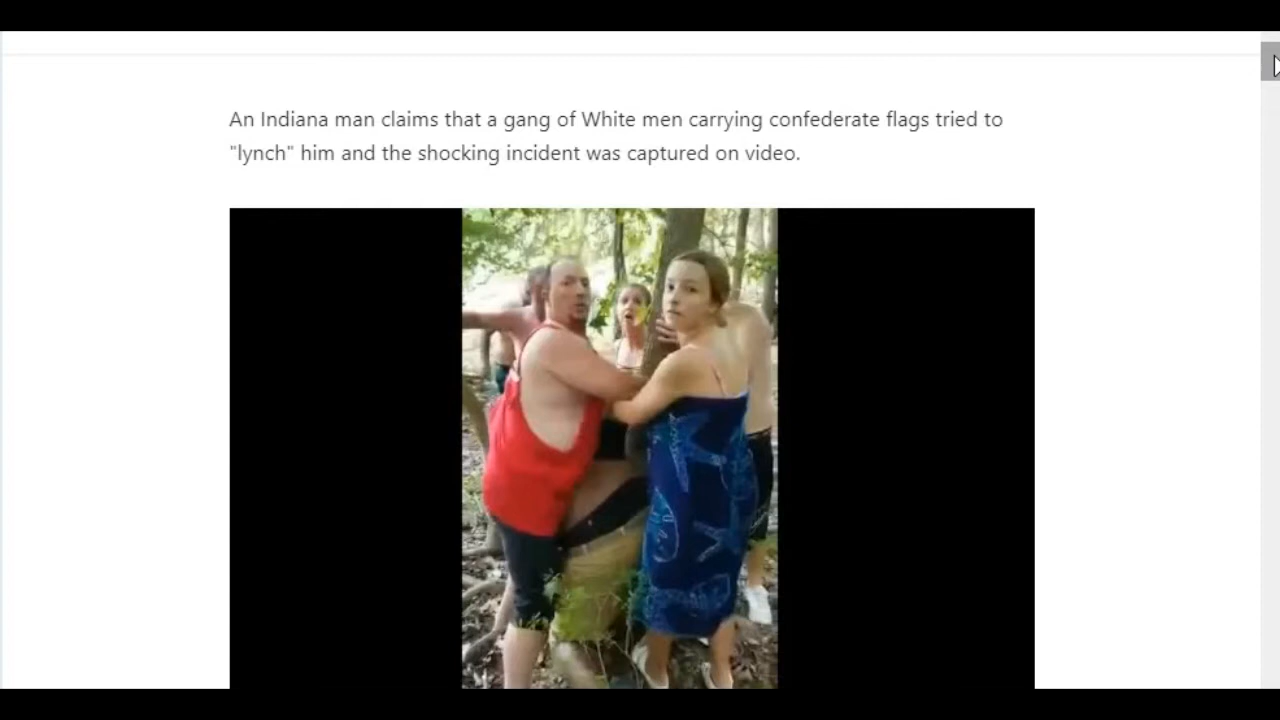 An Indiana man claims that a gang of White men carrying confederate flags tried to
"lynch" him and the shocking incident was captured on video.